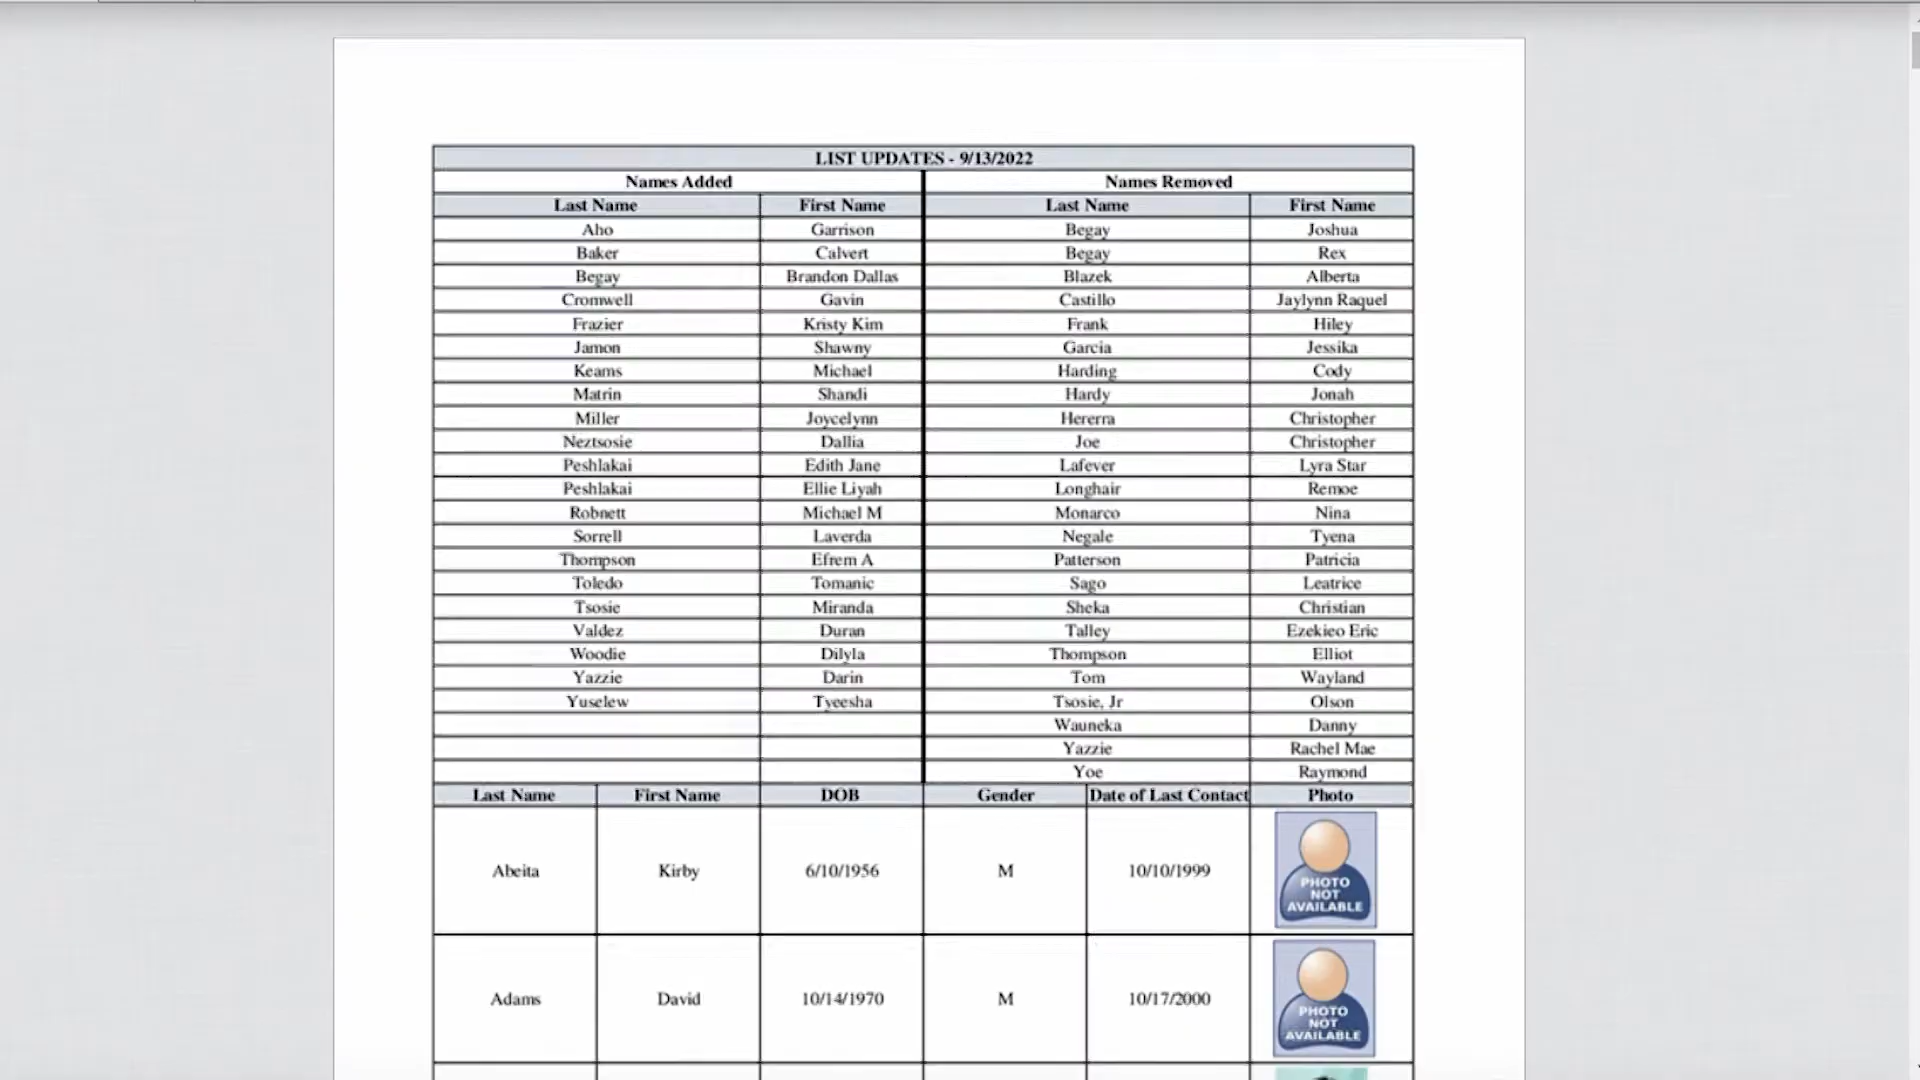 LIST UPDATES - 9/13/2022
Names Added Names Removed
Last Name First Name Last Name First Name
Aho Garrison Begay Joshua
Baker Calvert Begay Rex
Begay Brandon Dallas Blazek Alberta
Cromwell Gavin Castillo Jaylynn Raquel
Frazier Kristy Kim Frank Hiley
Jamon Shawny Garcia Jessika
Keams Michael Harding Cody
Matrin Shandi Hardy Jonah
Miller Joycelynn Hererra Christopher
Neztsosie Dallia Joe Christopher
Peshlakai Edith Jane Lafever Lyra Star
Peshlakai Ellie Liyah Longhair Remoe
Robnett Michael M Monarco Nina
Sorrell Laverda Negale Tyena
Thompson Efrem A Patterson Patricia
Toledo Tomanic Sago Leatrice
Tsosie Miranda Sheka Christian
Valdez Duran Talley Ezekieo Eric
Woodie Dilyla Thompson Elliot
Yazzie Darin Tom Wayland
Yuselew Tyeesha Tsosie, Jr Olson
Wauneka Danny
Yazzie Rachel Mae
Yoe Raymond
Last Name First Name DOB Gender Date of Last Contact Photo
Abeita Kirby 6/10/1956 M 10/10/1999
PHOTO
NOT
AVAILABLE
Adams David 10/14/1970 M 10/17/2000
PHOTO
NOT
AVAILABLE